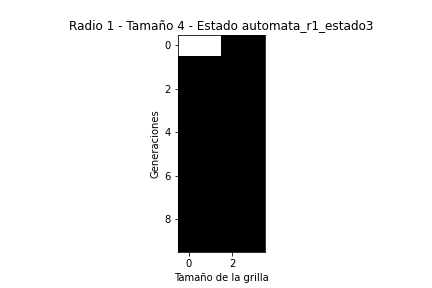 Radio 1 - Tamaño 4 - Estado automata_r1_estado3
0
2
4
6
8
Generaciones
0 2
Tamaño de la grilla